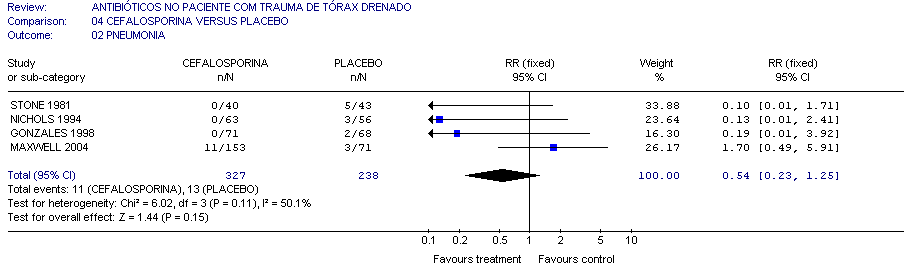 Review: ANTIBIÓTICOS NO PACIENTE COM TRAUMA DE TÓRAX DRENADO
Comparison: 04 CEFALOSPORINA VERSUS PLACEBO
Outcome: 02 PNEUMONIA
Study CEFALOSPORINA PLACEBO RR (fixed) Weight RR (fixed)
or sub-category n/N n/N 95% CI % 95% CI
STONE 1981 0/40 5/43 33.88 0.10 [0.01, 1.71]
NICHOLS 1994 0/63 3/56 23.64 0.13 [0.01, 2.41]
GONZALES 1998 0/71 2/68 16.30 0.19 [0.01, 3.92]
MAXWELL 2004 11/153 3/71 26.17 1.70 [0.49, 5.91]
Total (95% CI) 327 238 100.00 0.54 [0.23, 1.25]
Total events: 11 (CEFALOSPORINA), 13 (PLACEBO)
Test for heterogeneity: Chi² = 6.02, df = 3 (P = 0.11), I² = 50.1%
Test for overall effect: Z = 1.44 (P = 0.15)
0.1 0.2 0.5 1 2 5 10
Favours treatment Favours control